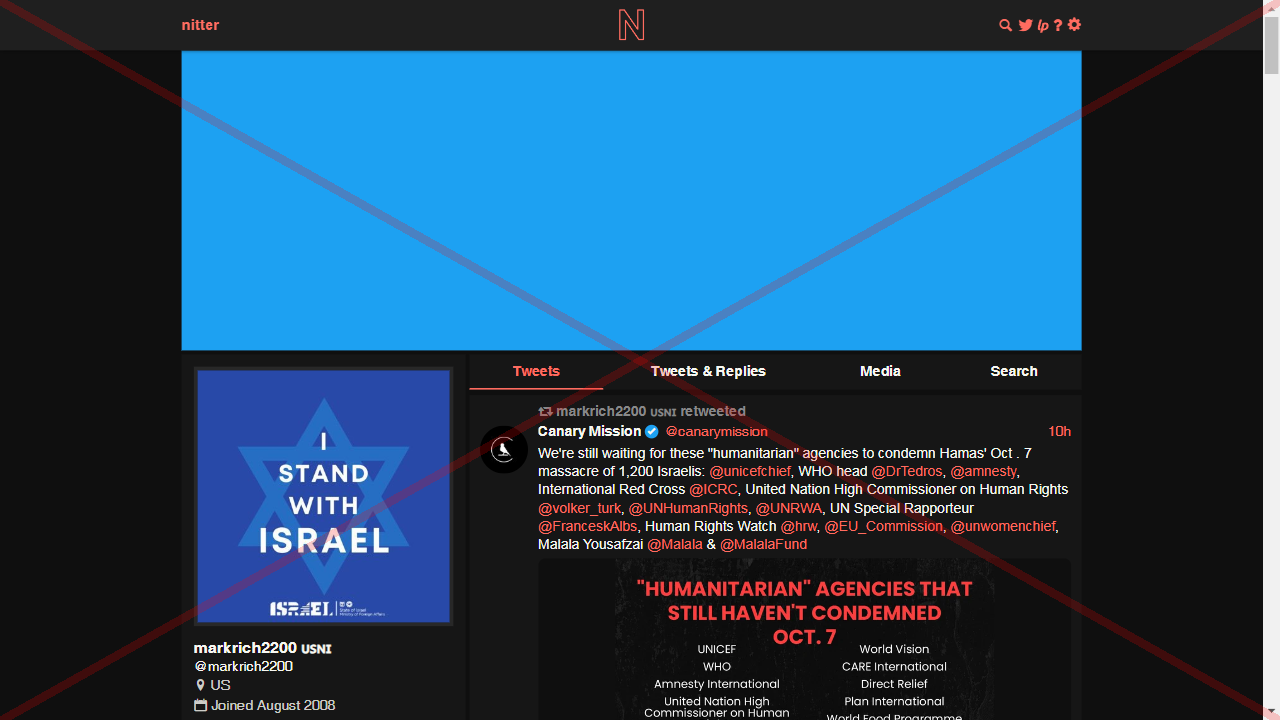 nitter
N
lp ?
Tweets
Tweets & Replies
Media
Search
markrich2200 USNI retweeted
Canary Mission @canarymission
10h
We're still waiting for these "humanitarian" agencies to condemn Hamas' Oct . 7
massacre of 1,200 Israelis: @unicefchief, WHO head @DrTedros, @amnesty,
International Red Cross @ICRC, United Nation High Commissioner on Human Rights
@volker_turk, @UNHumanRights, @UNRWA, UN Special Rapporteur
@FranceskAlbs, Human Rights Watch @hrw, @EU_Commission, @unwomenchief,
Malala Yousafzai @Malala & @MalalaFund
"HUMANITARIAN" AGENCIES THAT
STILL HAVEN'T CONDEMNED
OCT. 7
UNICEF
WHO
Amnesty International
United Nation High
Commissioner on Human
World Vision
CARE International
Direct Relief
Plan International
World Food Programme
I
STAND
WITH
ISRAEL
ISRAEL
State of Israel
Ministry of Foreign Affairs
markrich2200 USNI
@markrich2200
US
Joined August 2008